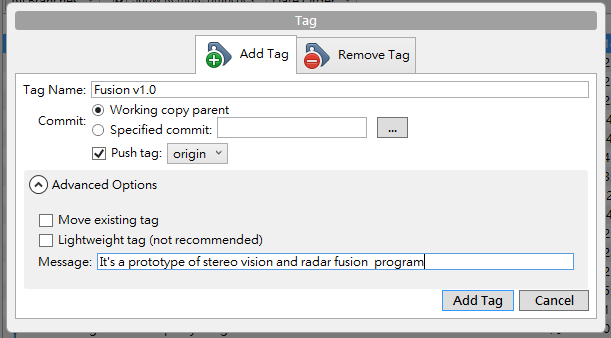 Tag
Add Tag
Remove Tag
Tag Name: Fusion v1.0
Commit: Working copy parent
Specified commit: ...
Push tag: origin
Advanced Options
Move existing tag
Lightweight tag (not recommended)
Message: It's a prototype of stereo vision and radar fusion  program
Add Tag
Cancel